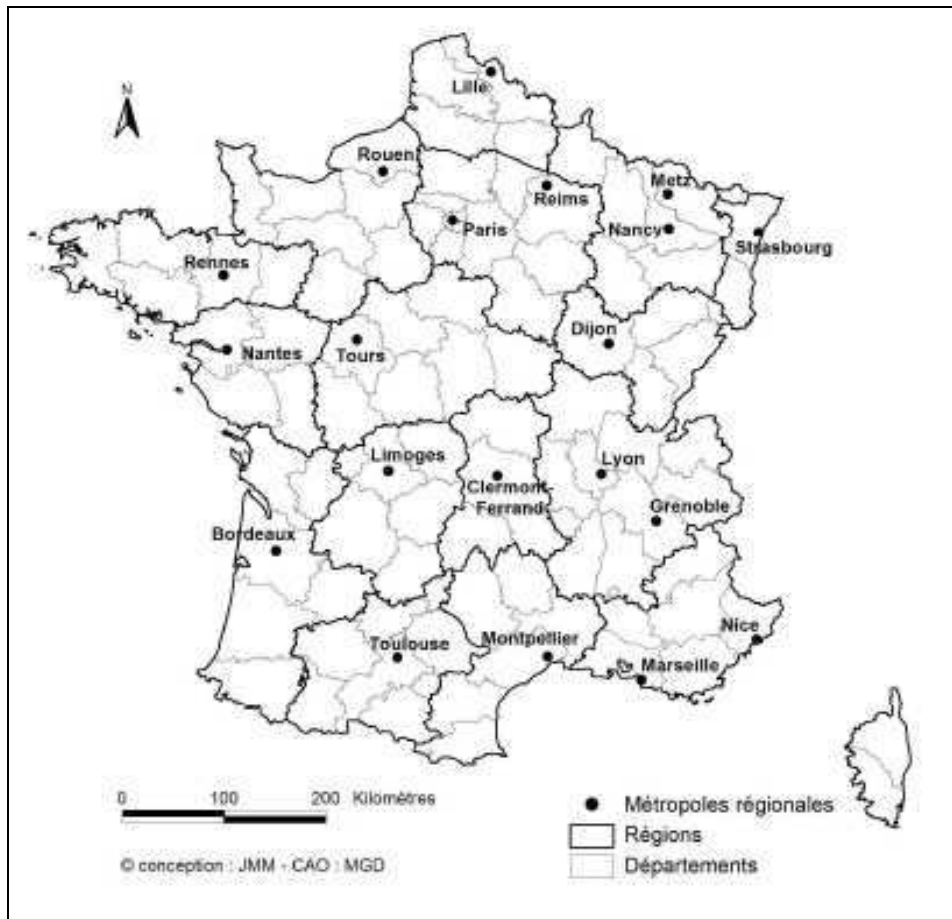 Lille
N
Rouen
Metz
Reims
Paris
Nancy
Strasbourg
Rennes
Dijon
Nantes
Tours
Limoges
Lyon
Clermont-
Ferrand
Grenoble
Bordeaux
Nice
Toulouse
Montpellier
Marseille
0 100 200 Kilomètres
Métropoles régionales
Régions
Départements
© conception : JMM - CAO : MGD